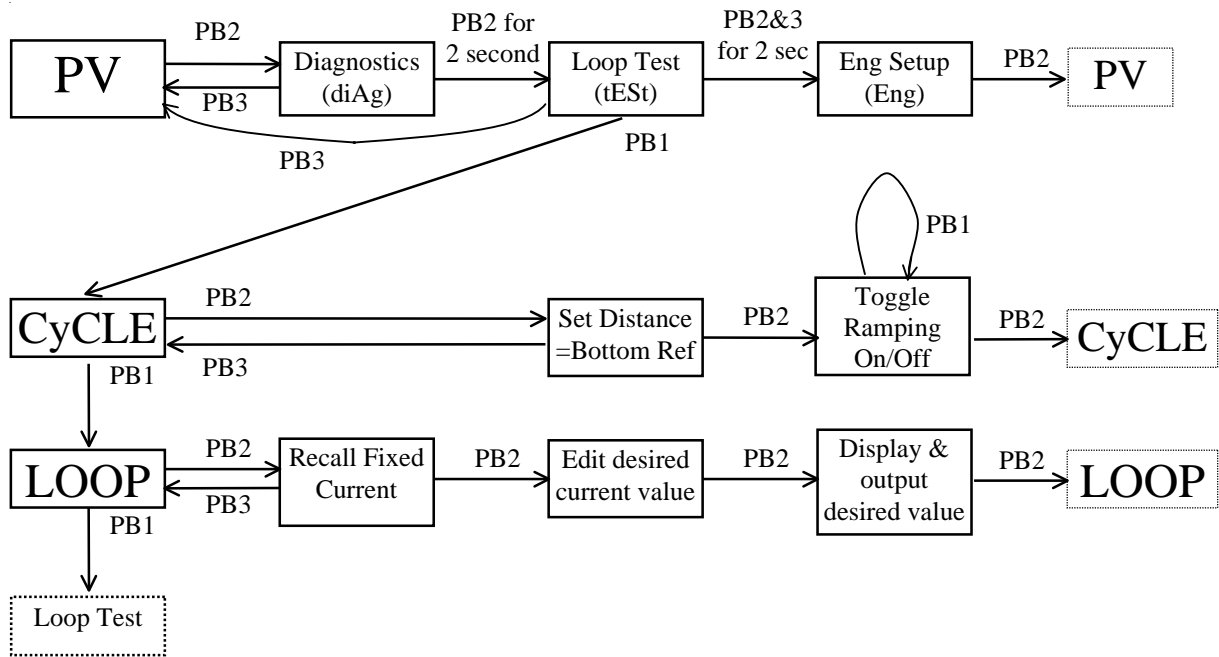 PV
PB2
PB3
Diagnostics
(diAg)
PB2 for
2 second
Loop Test
(tESt)
PB2&3
for 2 sec
Eng Setup
(Eng)
PB2
PV
PB3
PB1
PB1
CyCLE
PB2
PB3
Set Distance
=Bottom Ref
PB2
Toggle
Ramping
On/Off
PB2
CyCLE
PB1
LOOP
PB2
PB3
Recall Fixed
Current
PB2
Edit desired
current value
PB2
Display &
output
desired value
PB2
LOOP
PB1
Loop Test